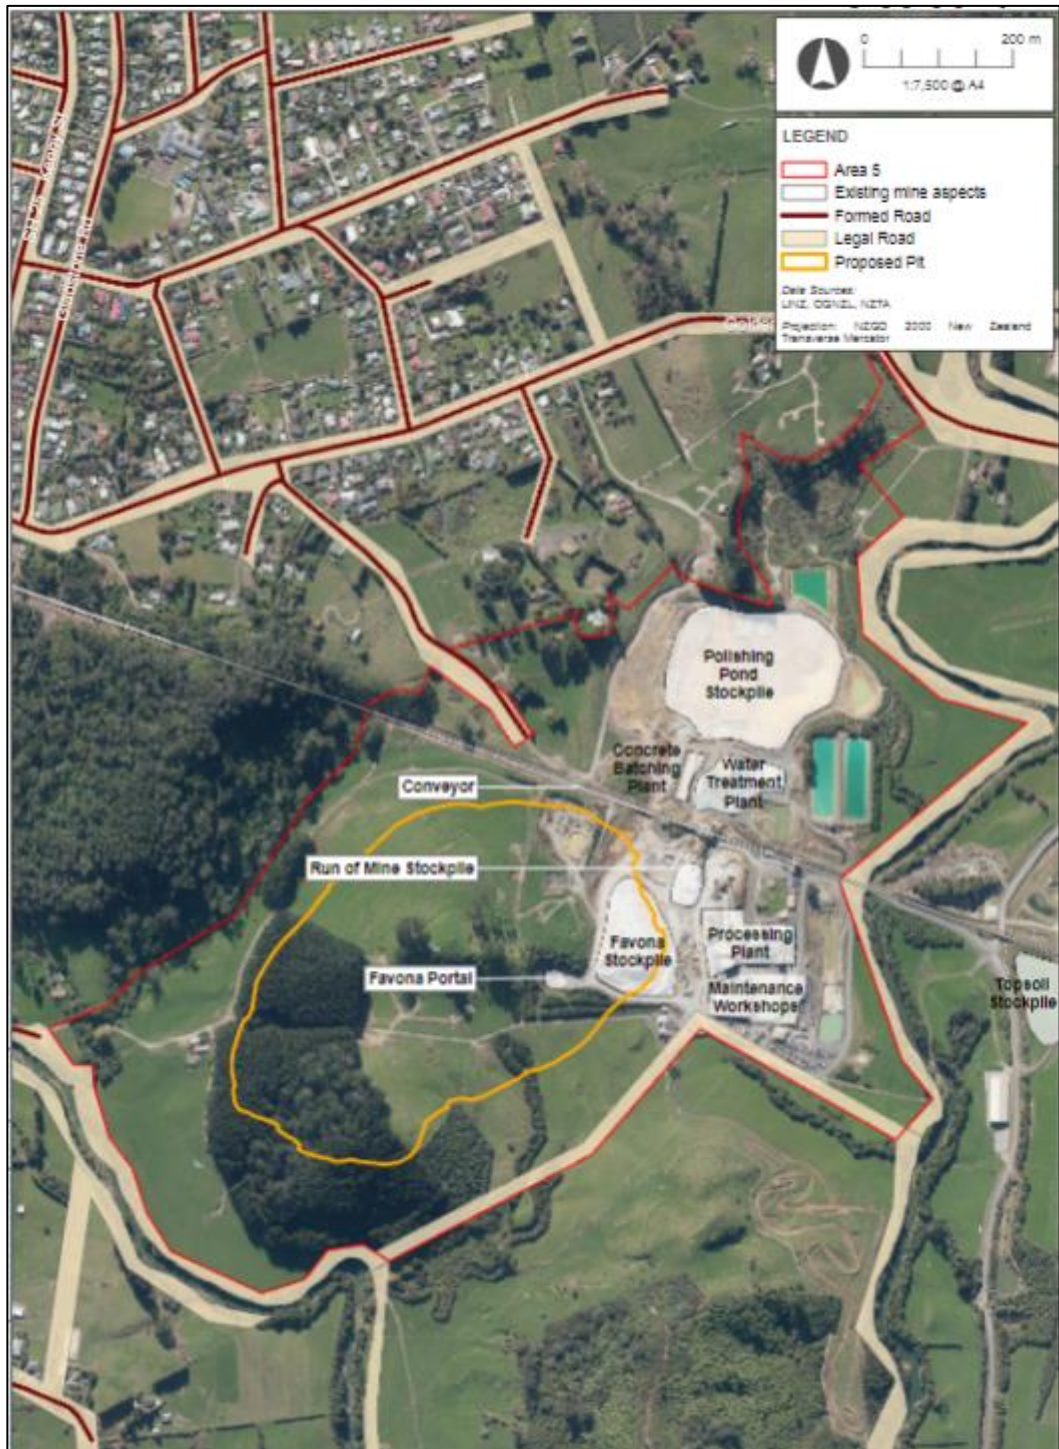 0
200 m
1:7,500 @ A4
LEGEND
Area 5
Existing mine aspects
Formed Road
Legal Road
Proposed Pit
Data Sources:
LINZ, OGNZL, NZTA
Projection: NZGD 2000 New Zealand
Transverse Mercator
Polishing
Pond
Stockpile
Concrete
Batching
Plant
Water
Treatment
Plant
Conveyor
Run of Mine Stockpile
Favona
Stockpile
Processing
Plant
Favona Portal
Maintenance
Workshops
Topsoil
Stockpile